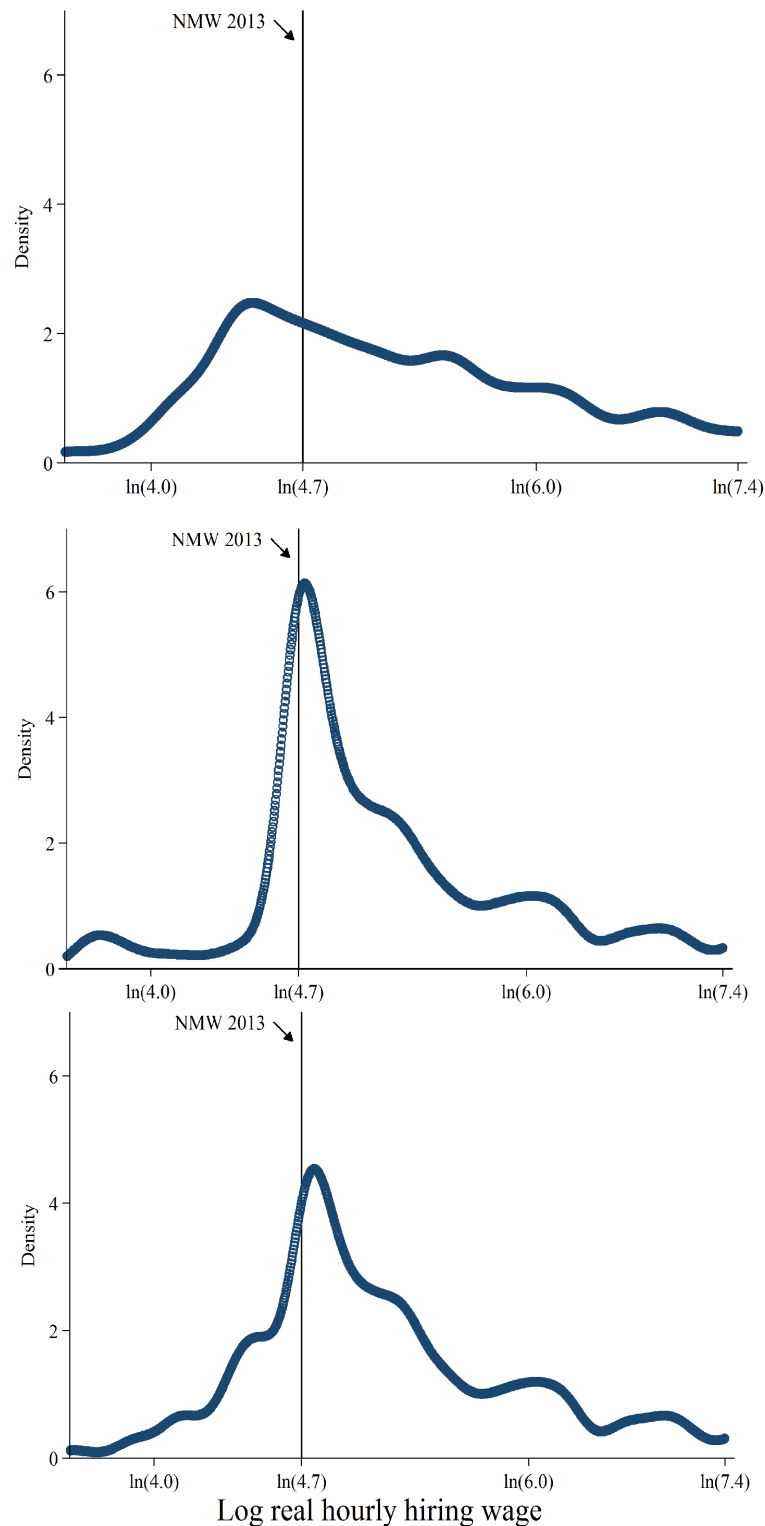 NMW 2013
6
4
2
0
Density
ln(4.0) ln(4.7) ln(6.0) ln(7.4)
NMW 2013
6
4
2
0
Density
ln(4.0) ln(4.7) ln(6.0) ln(7.4)
NMW 2013
6
4
2
0
Density
ln(4.0) ln(4.7) ln(6.0) ln(7.4)
Log real hourly hiring wage